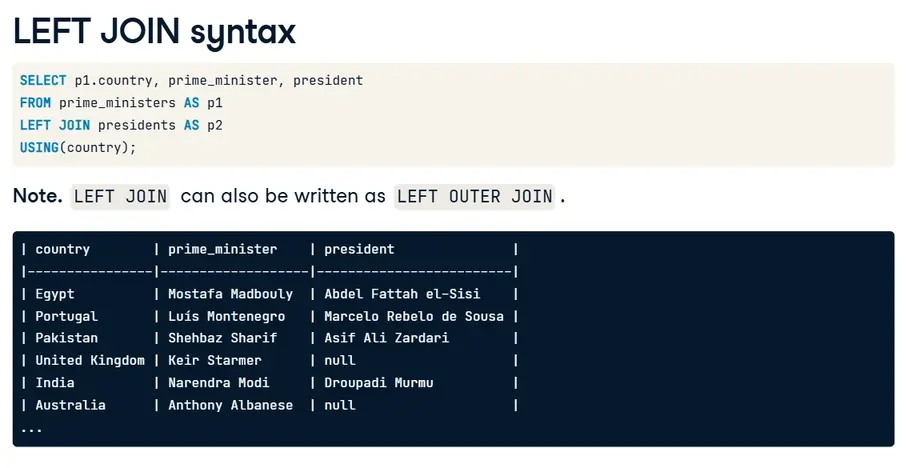 LEFT JOIN syntax
SELECT p1.country, prime_minister, president
FROM prime_ministers AS p1
LEFT JOIN presidents AS p2
USING(country);
Note. LEFT JOIN can also be written as LEFT OUTER JOIN .
| country        | prime_minister    | president               |
|----------------|-------------------|-------------------------|
| Egypt          | Mostafa Madbouly  | Abdel Fattah el-Sisi    |
| Portugal       | Luís Montenegro   | Marcelo Rebelo de Sousa |
| Pakistan       | Shehbaz Sharif    | Asif Ali Zardari        |
| United Kingdom | Keir Starmer      | null                    |
| India          | Narendra Modi     | Droupadi Murmu          |
| Australia      | Anthony Albanese  | null                    |
...